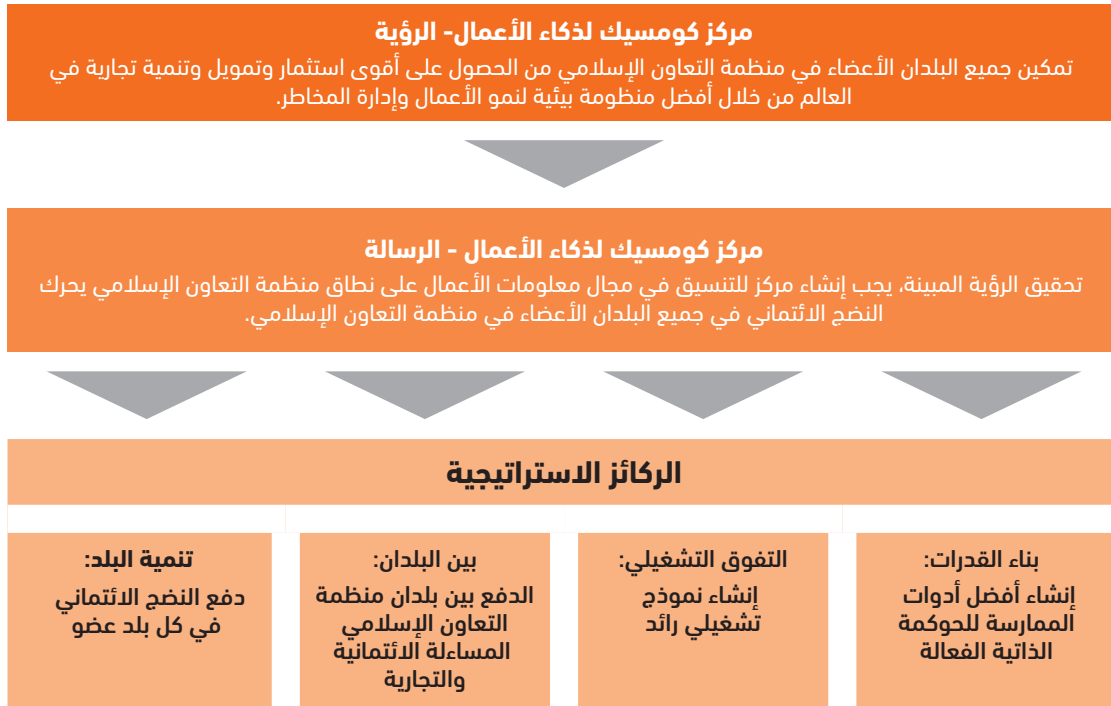 مركز كومسيك لذكاء الأعمال- الرؤية
تمكين جميع البلدان الأعضاء في منظمة التعاون الإسلامي من الحصول على أقوى استثمار وتمويل وتنمية تجارية في
العالم من خلال أفضل منظومة بيئية لنمو الأعمال وإدارة المخاطر.
مركز كومسيك لذكاء الأعمال - الرسالة
تحقيق الرؤية المبينة، يجب إنشاء مركز للتنسيق في مجال معلومات الأعمال على نطاق منظمة التعاون الإسلامي يحرك
النضج الائتماني في جميع البلدان الأعضاء في منظمة التعاون الإسلامي.
الركائز الاستراتيجية
بناء القدرات:
إنشاء أفضل أدوات
الممارسة للحوكمة
الذاتية الفعالة
التفوق التشغيلي:
إنشاء نموذج
تشغيلي رائد
بين البلدان:
الدفع بين بلدان منظمة
التعاون الإسلامي
المساءلة الائتمانية
والتجارية
تنمية البلد:
دفع النضج الائتماني
في كل بلد عضو